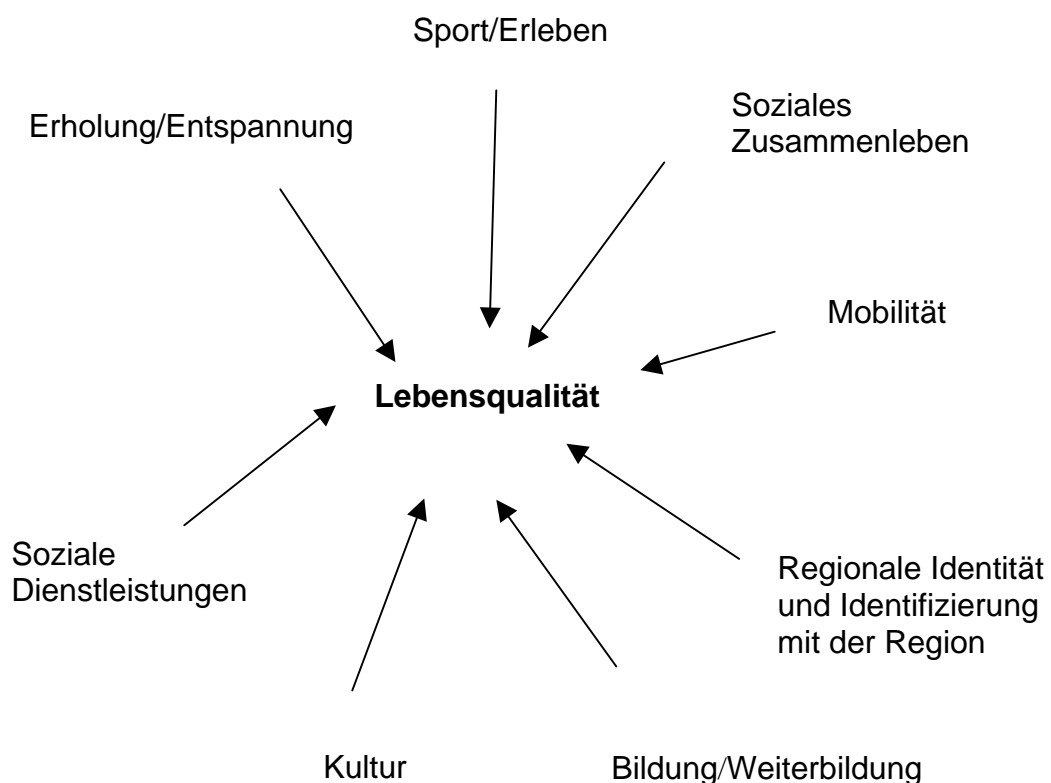 Sport/Erleben
Soziales
Zusammenleben
Erholung/Entspannung
Mobilität
Lebensqualität
Soziale
Dienstleistungen
Regionale Identität
und Identifizierung
mit der Region
Kultur
Bildung/Weiterbildung